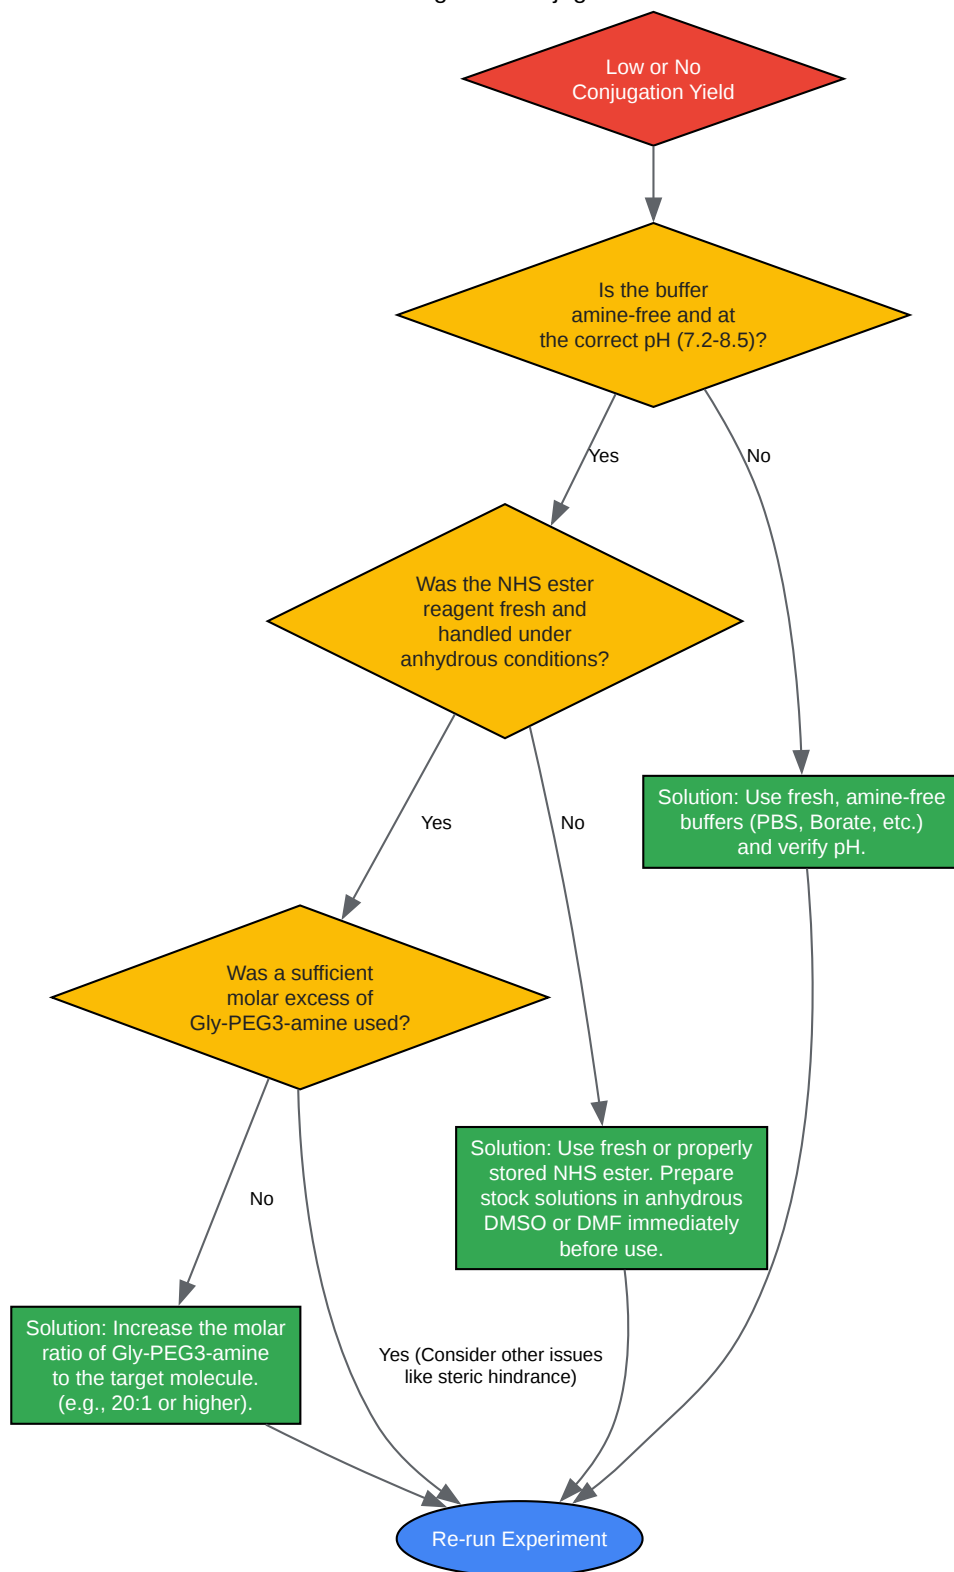 Low or No
Conjugation Yield
Is the buffer
amine-free and at
the correct pH (7.2-8.5)?
Yes
No
Was the NHS ester
reagent fresh and
handled under
anhydrous conditions?
Yes
No
Solution: Use fresh, amine-free
buffers (PBS, Borate, etc.)
and verify pH.
Was a sufficient
molar excess of
Gly-PEG3-amine used?
Solution: Use fresh or properly
stored NHS ester. Prepare
stock solutions in anhydrous
DMSO or DMF immediately
before use.
No
Solution: Increase the molar
ratio of Gly-PEG3-amine
to the target molecule.
(e.g., 20:1 or higher).
Yes (Consider other issues
like steric hindrance)
Re-run Experiment